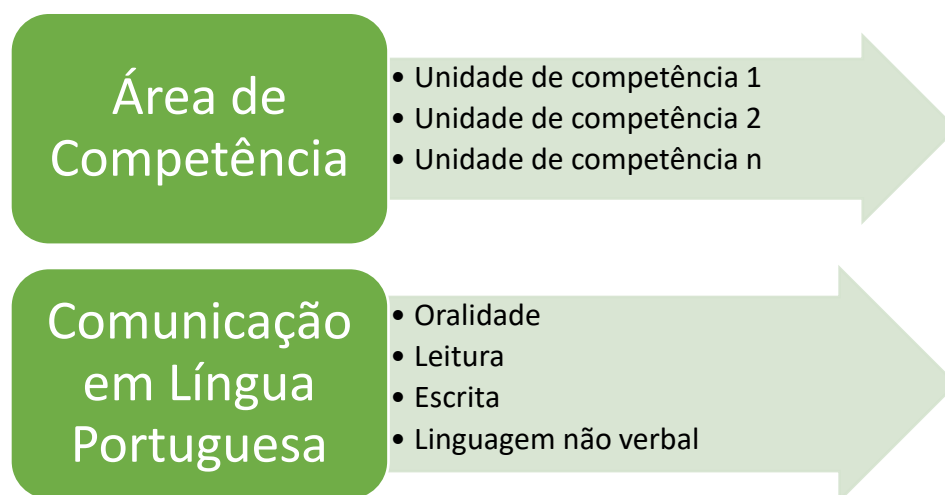 Área de
Competência
• Unidade de competência 1
• Unidade de competência 2
• Unidade de competência n
Comunicação
em Língua
Portuguesa
• Oralidade
• Leitura
• Escrita
• Linguagem não verbal